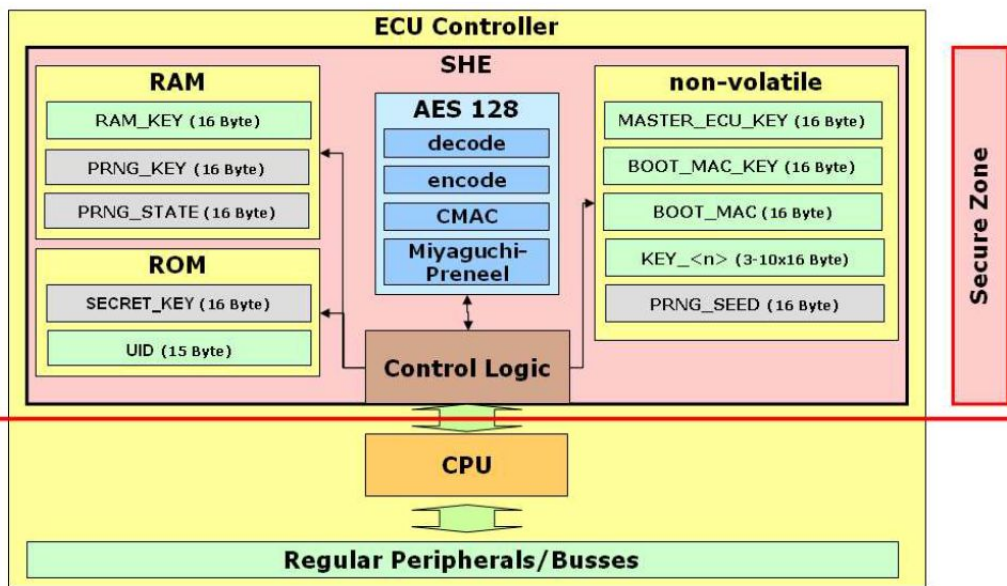 ECU Controller
SHE
RAM
RAM_KEY (16 Byte)
PRNG_KEY (16 Byte)
PRNG_STATE (16 Byte)
ROM
SECRET_KEY (16 Byte)
UID (15 Byte)
AES 128
decode
encode
CMAC
Miyaguchi-
Preneel
Control Logic
non-volatile
MASTER_ECU_KEY (16 Byte)
BOOT_MAC_KEY (16 Byte)
BOOT_MAC (16 Byte)
KEY_<n> (3-10x16 Byte)
PRNG_SEED (16 Byte)
Secure Zone
CPU
Regular Peripherals/Busses